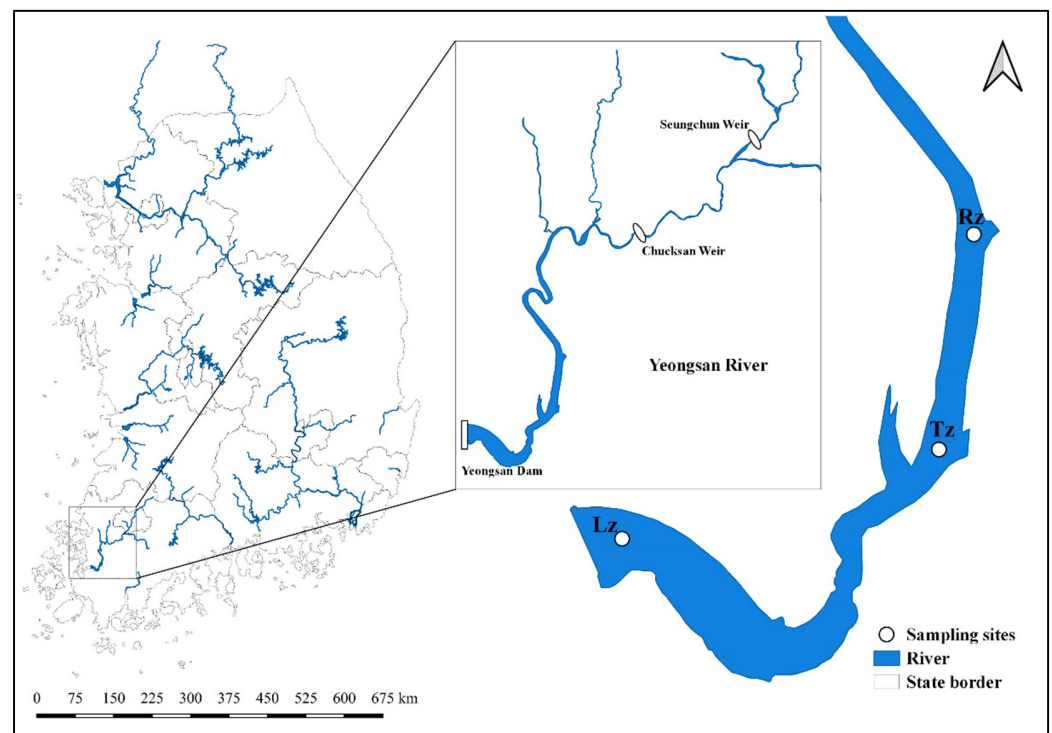 Seungchun Weir
Chucksan Weir
Yeongsan River
Yeongsan Dam
Rz
Tz
Lz
Sampling sites
River
State border
0 75 150 225 300 375 450 525 600 675 km